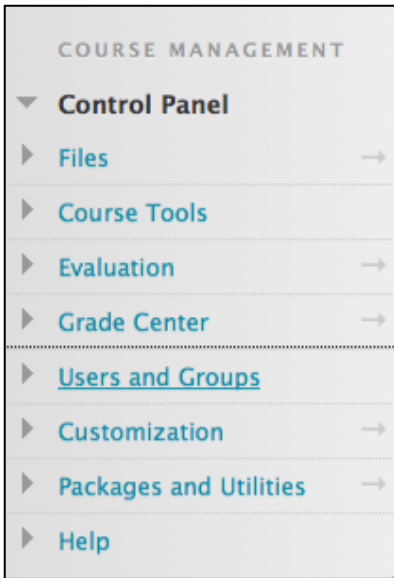 COURSE MANAGEMENT
Control Panel
Files
Course Tools
Evaluation
Grade Center
Users and Groups
Customization
Packages and Utilities
Help